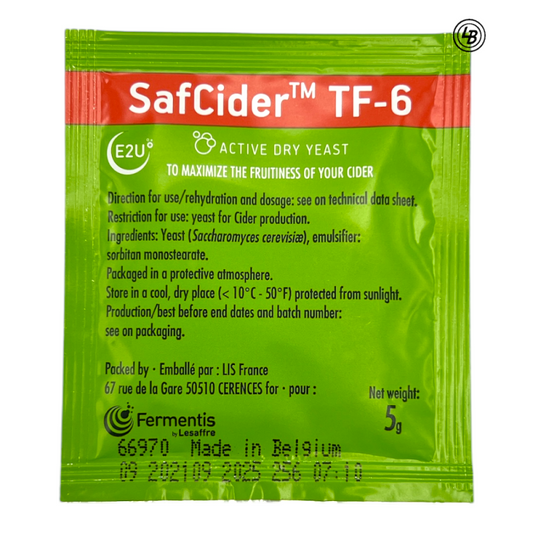 LB
SafCider™ TF-6
E2U
ACTIVE DRY YEAST
TO MAXIMIZE THE FRUITINESS OF YOUR CIDER
Direction for use/rehydration and dosage: see on technical data sheet.
Restriction for use: yeast for Cider production.
Ingredients: Yeast (Saccharomyces cerevisiæ), emulsifier:
sorbitan monostearate.
Packaged in a protective atmosphere.
Store in a cool, dry place (< 10°C - 50°F) protected from sunlight.
Production/best before end dates and batch number:
see on packaging.
Packed by · Emballé par : LIS France
67 rue de la Gare 50510 CERENCES for · pour :
Net weight:
5g
Fermentis
by Lesaffre
66970 Made in Belgium
09 202109 2025 256 07:10